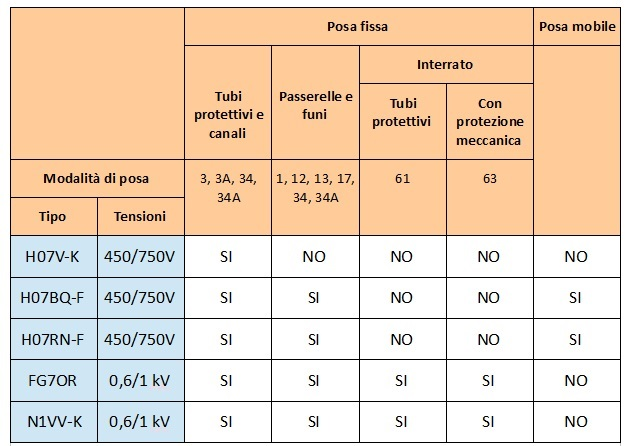 Posa fissa Posa mobile
Interrato
Tubi protettivi e canali Passerelle e funi Tubi protettivi Con protezione meccanica
Modalità di posa 3, 3A, 34, 34A 1, 12, 13, 17, 34, 34A 61 63
Tipo Tensioni
H07V-K 450/750V SI NO NO NO NO
H07BQ-F 450/750V SI SI NO NO SI
H07RN-F 450/750V SI SI NO NO SI
FG7OR 0,6/1 kV SI SI SI SI NO
N1VV-K 0,6/1 kV SI SI SI SI NO